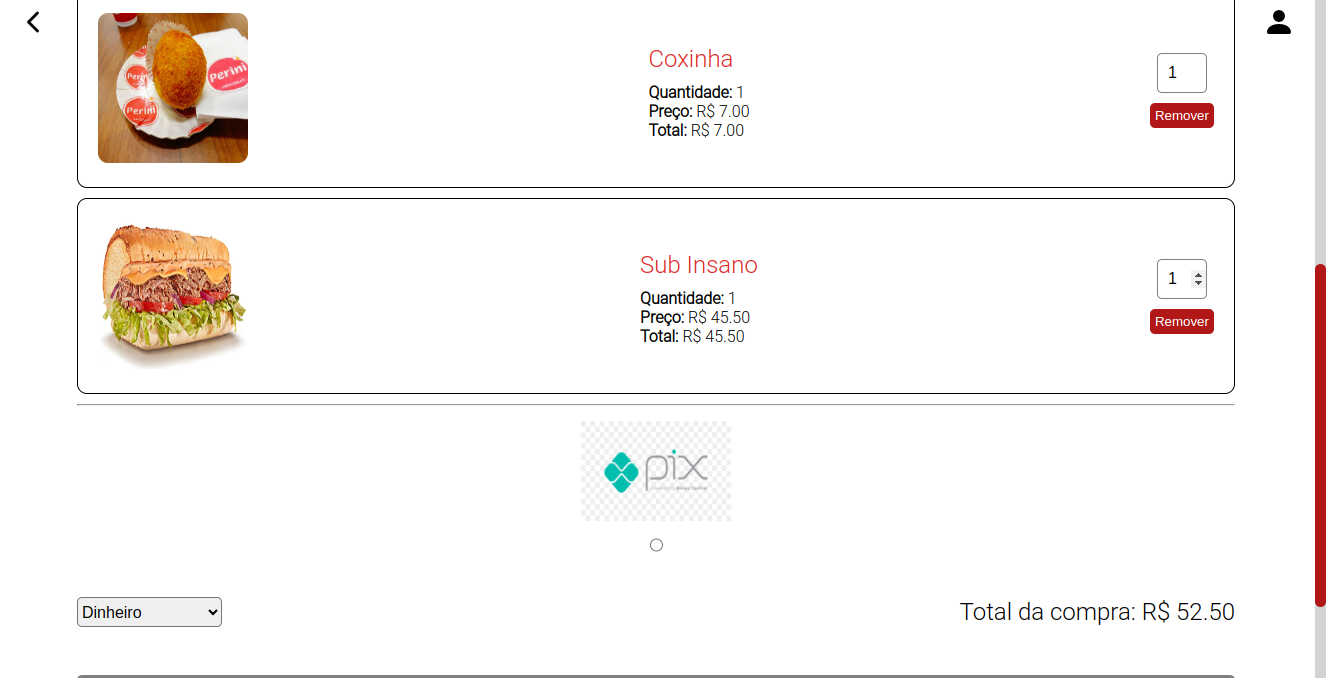 Perini
Perini
Perini
Coxinha
Quantidade: 1
Preço: R$ 7.00
Total: R$ 7.00
1
Remover
Sub Insano
Quantidade: 1
Preço: R$ 45.50
Total: R$ 45.50
1
Remover
pix
Dinheiro
Total da compra: R$ 52.50